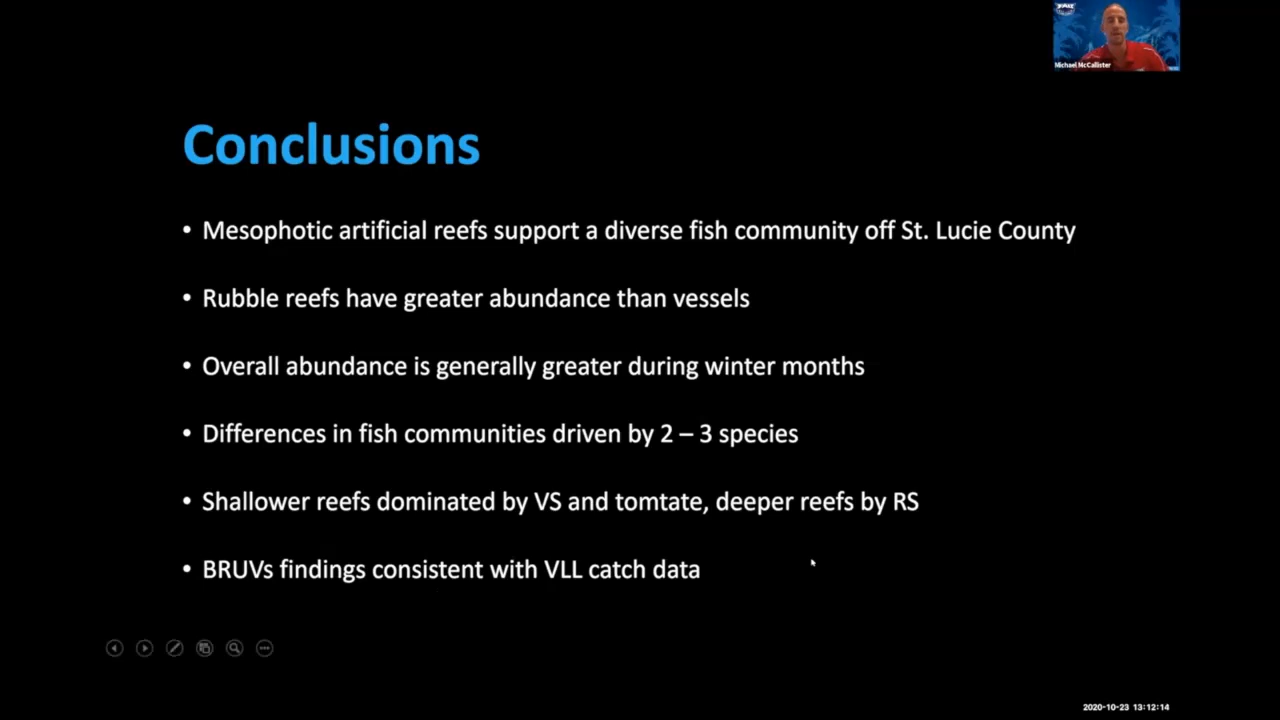 Michael McCallister
Conclusions
• Mesophotic artificial reefs support a diverse fish community off St. Lucie County
• Rubble reefs have greater abundance than vessels
• Overall abundance is generally greater during winter months
• Differences in fish communities driven by 2 – 3 species
• Shallower reefs dominated by VS and tomtate, deeper reefs by RS
• BRUVs findings consistent with VLL catch data
2020-10-23 13:12:14